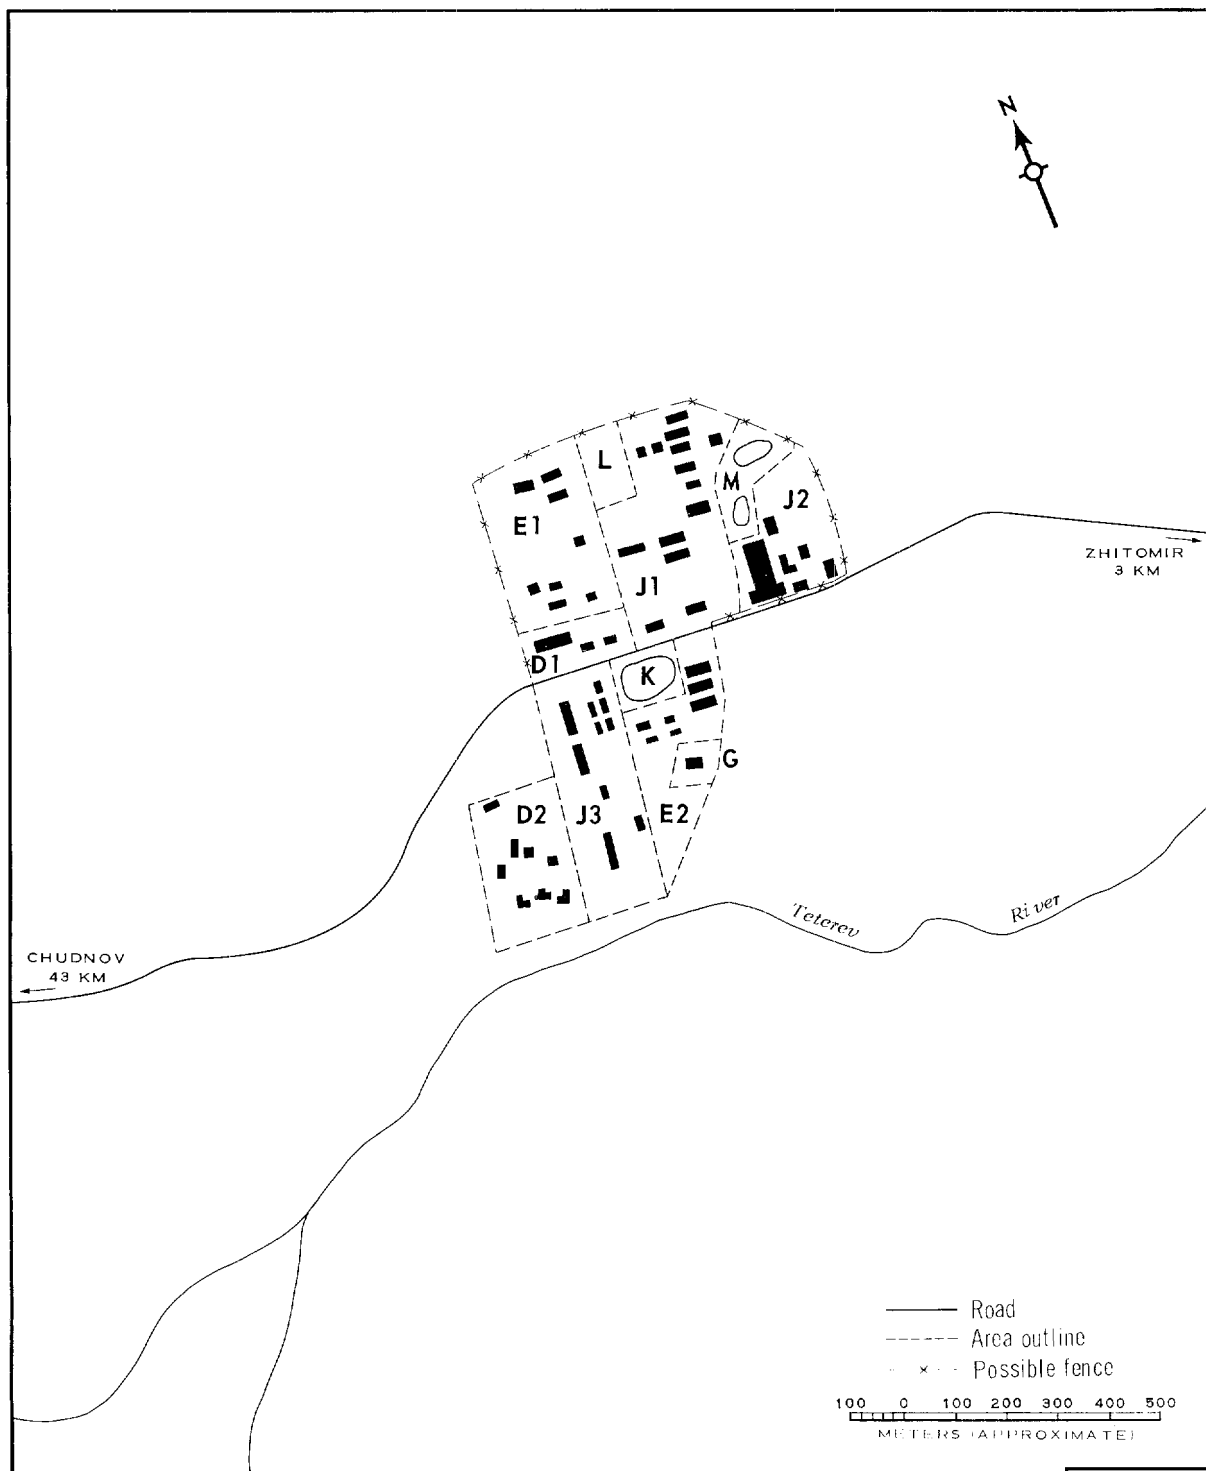 N
L
M
E1
J2
ZHITOMIR
3 KM
J1
D1
K
G
D2
J3
E2
Teterev River
CHUDNOV
43 KM
Road
Area outline
Possible fence
100 0 100 200 300 400 500
METERS (APPROXIMATE)